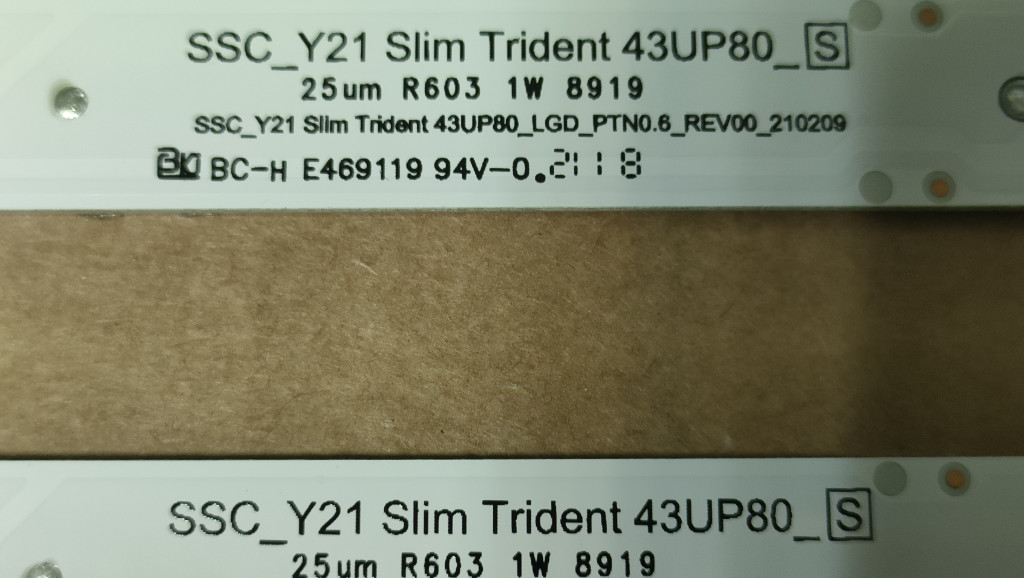 SSC_Y21 Slim Trident 43UP80_S
25um R603 1W 8919
SSC_Y21 Slim Trident 43UP80_LGD_PTN0.6_REV00_210209
BC-H E469119 94V-0. 2118
SSC_Y21 Slim Trident 43UP80_S
25um R603 1W 8919